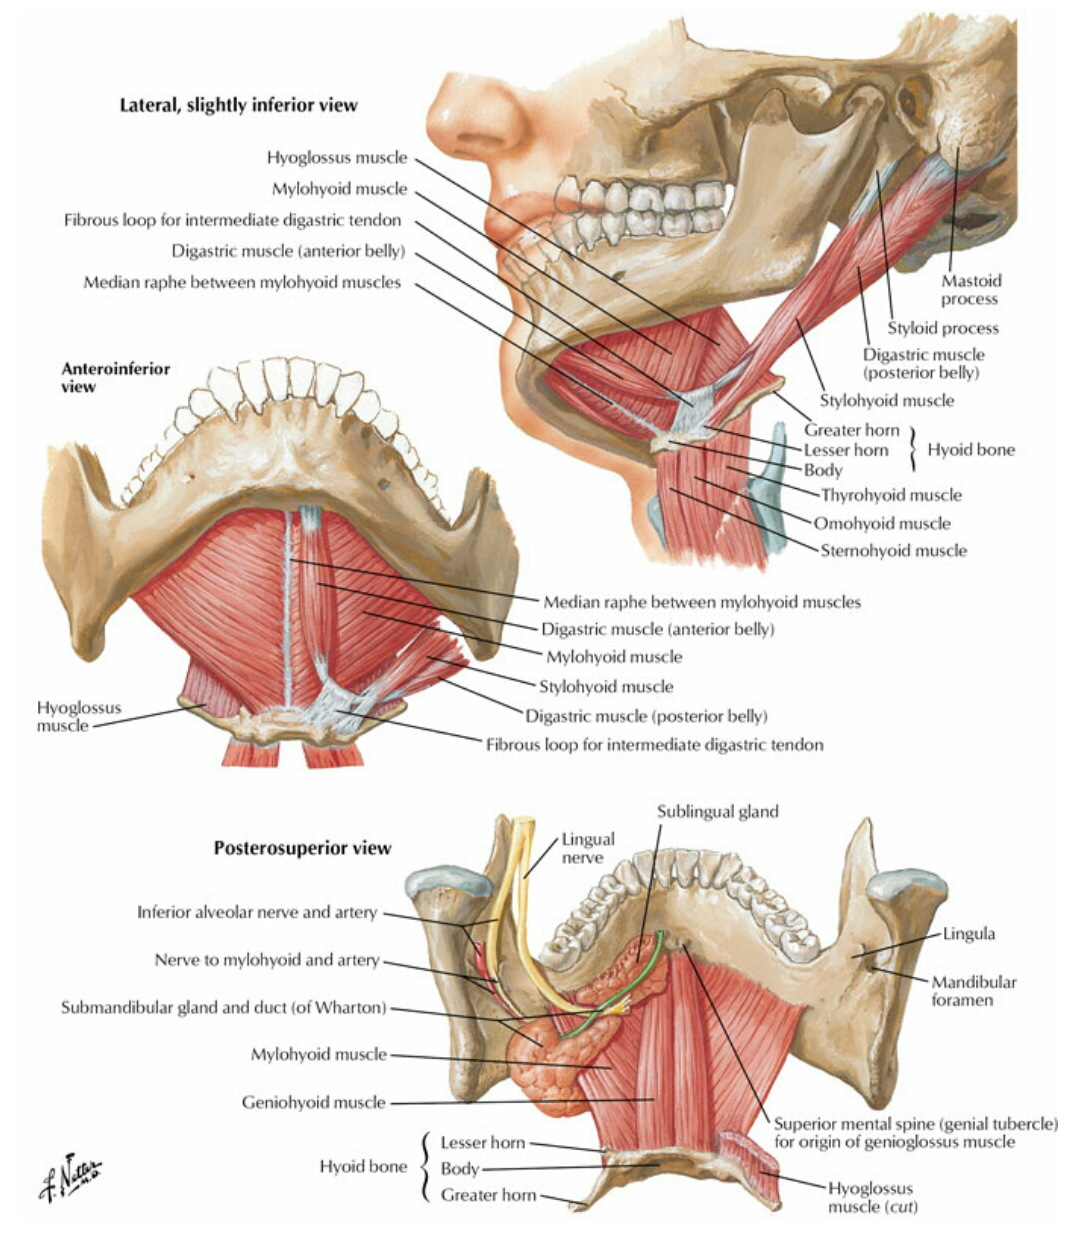 Lateral, slightly inferior view
Hyoglossus muscle
Mylohyoid muscle
Fibrous loop for intermediate digastric tendon
Digastric muscle (anterior belly)
Median raphe between mylohyoid muscles
Mastoid
process
Styloid process
Digastric muscle
(posterior belly)
Stylohyoid muscle
Greater horn
Lesser horn
Body
Hyoid bone
Thyrohyoid muscle
Omohyoid muscle
Sternohyoid muscle
Anteroinferior
view
Median raphe between mylohyoid muscles
Digastric muscle (anterior belly)
Mylohyoid muscle
Stylohyoid muscle
Digastric muscle (posterior belly)
Fibrous loop for intermediate digastric tendon
Hyoglossus
muscle
Posterosuperior view
Sublingual gland
Lingual
nerve
Inferior alveolar nerve and artery
Nerve to mylohyoid and artery
Submandibular gland and duct (of Wharton)
Mylohyoid muscle
Geniohyoid muscle
Hyoid bone
Lesser horn
Body
Greater horn
Lingula
Mandibular
foramen
Superior mental spine (genial tubercle)
for origin of genioglossus muscle
Hyoglossus
muscle (cut)
F. Netter
M.D.